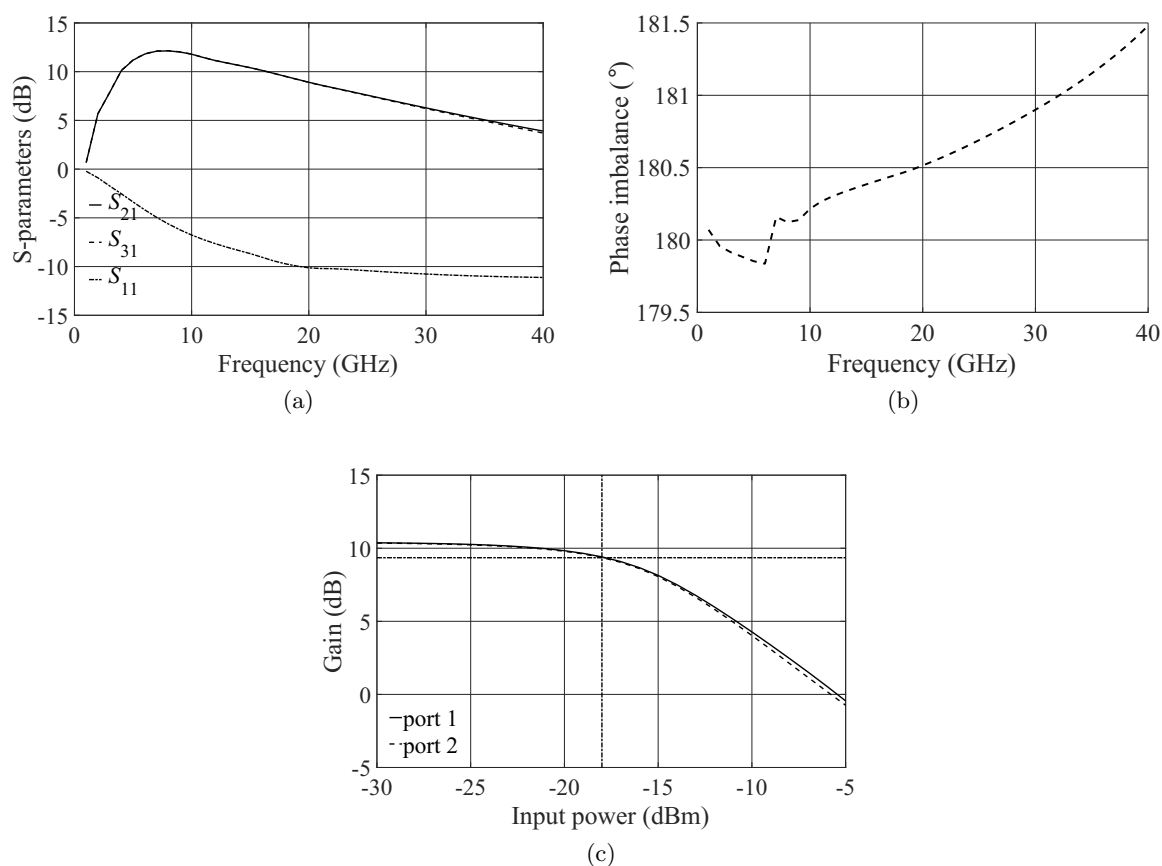 15
10
5
0
-5
-10
-15
S-parameters (dB)
S21
S31
S11
0
10
20
30
40
Frequency (GHz)
(a)
181.5
181
180.5
180
179.5
Phase imbalance (°)
0
10
20
30
40
Frequency (GHz)
(b)
15
10
5
0
-5
Gain (dB)
port 1
port 2
-30
-25
-20
-15
-10
-5
Input power (dBm)
(c)